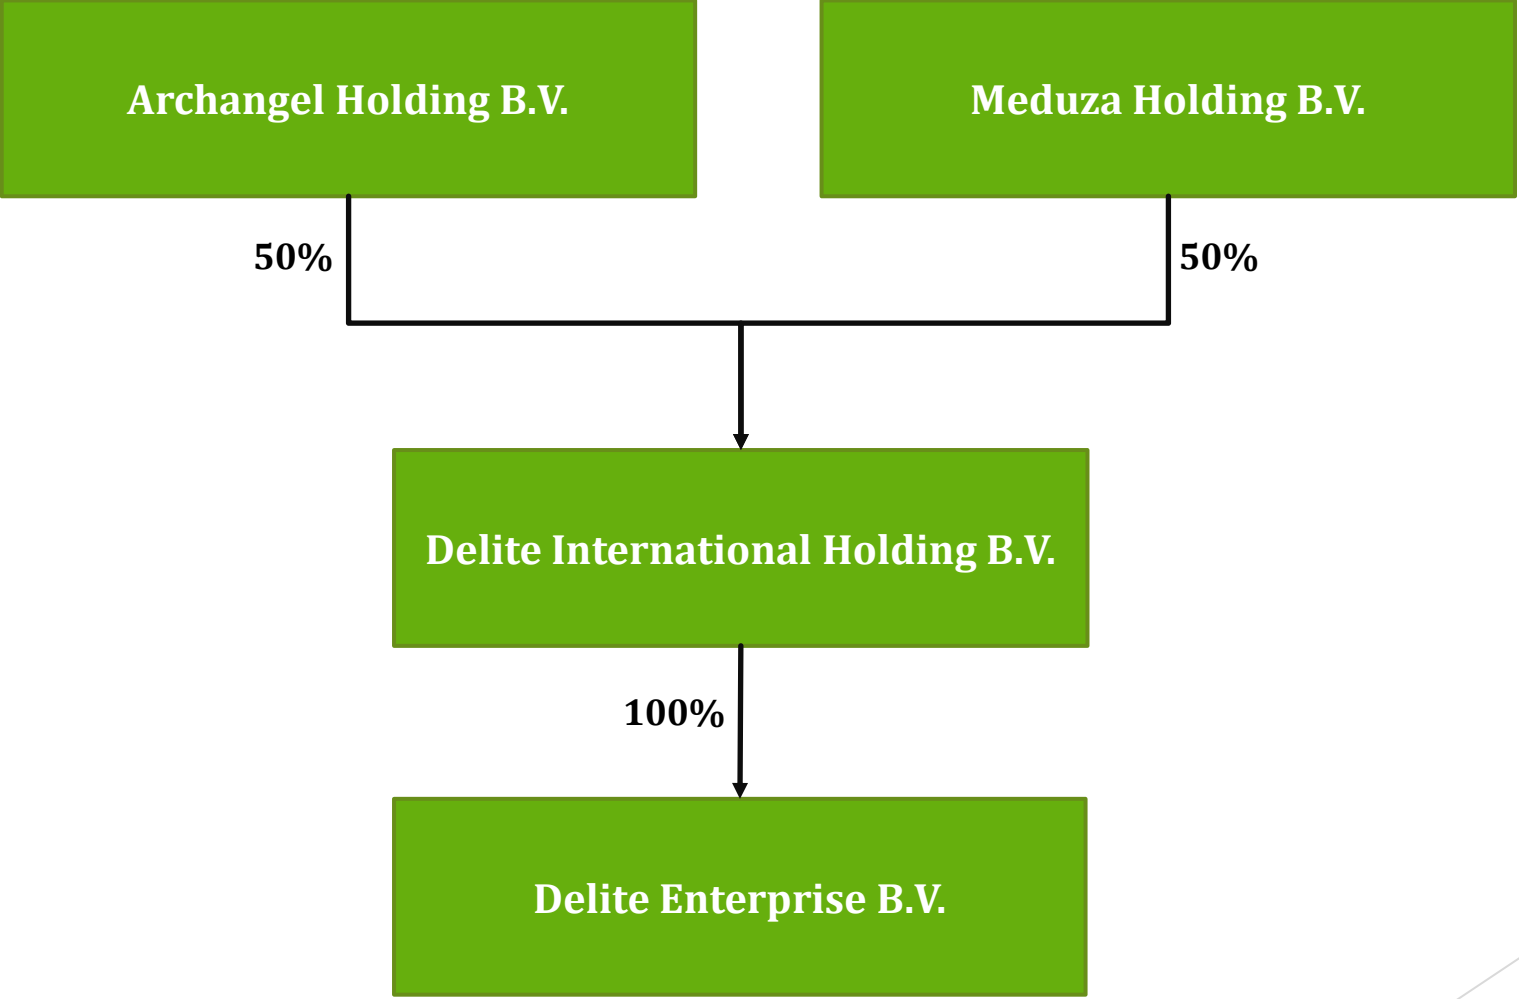 Archangel Holding B.V.
Meduza Holding B.V.
50%
50%
Delite International Holding B.V.
100%
Delite Enterprise B.V.